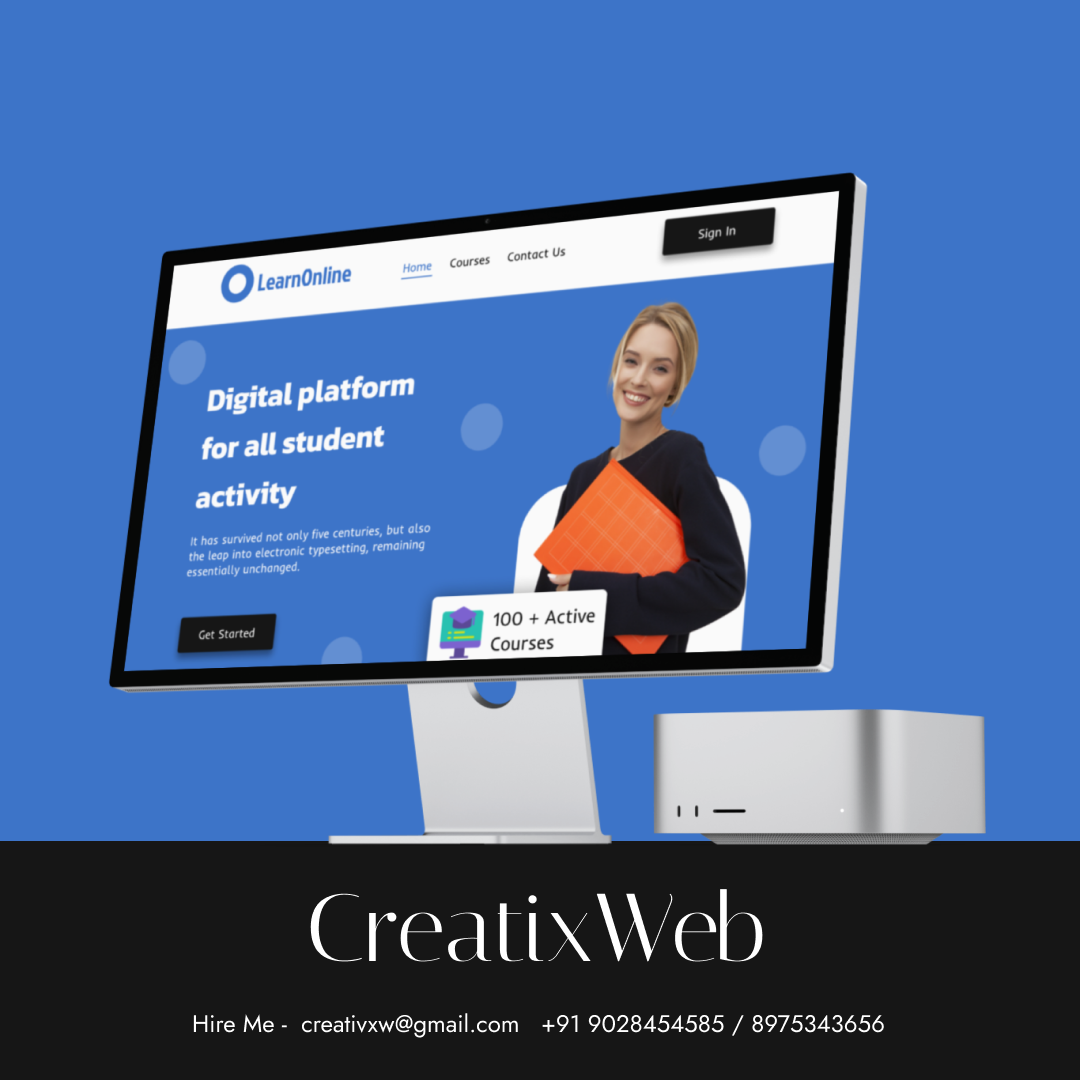 LearnOnline
Home Courses Contact Us
Sign In
Digital platform
for all student
activity
It has survived not only five centuries, but also
the leap into electronic typesetting, remaining
essentially unchanged.
Get Started
100 + Active
Courses
CreatixWeb
Hire Me - creativxw@gmail.com +91 9028454585 / 8975343656